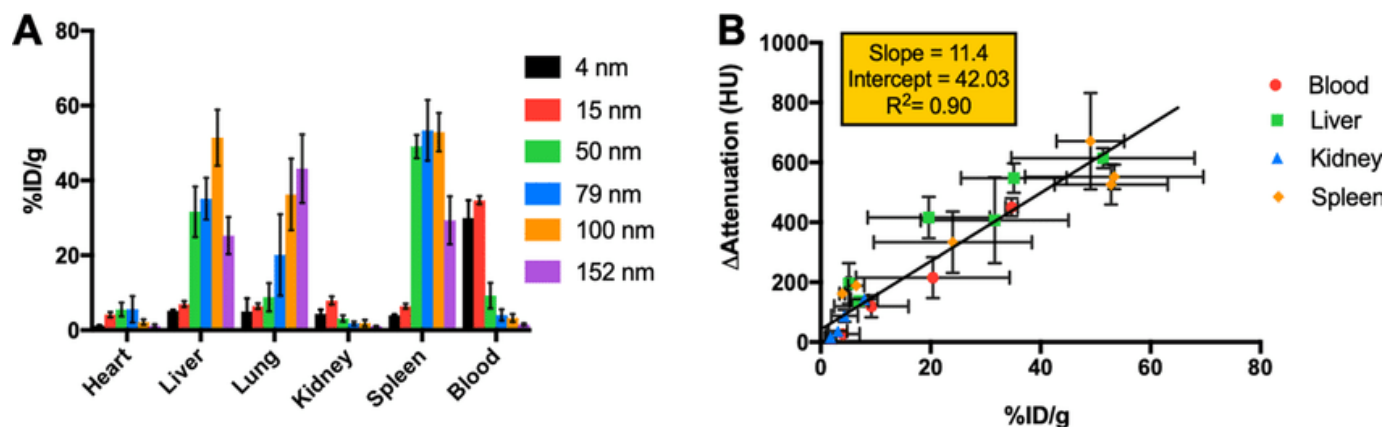 A
%ID/g
80
60
40
20
0
Heart
Liver
Lung
Kidney
Spleen
Blood
4 nm
15 nm
50 nm
79 nm
100 nm
152 nm
B
ΔAttenuation (HU)
1000
800
600
400
200
0
0 20 40 60 80
%ID/g
Slope = 11.4
Intercept = 42.03
R²= 0.90
Blood
Liver
Kidney
Spleen